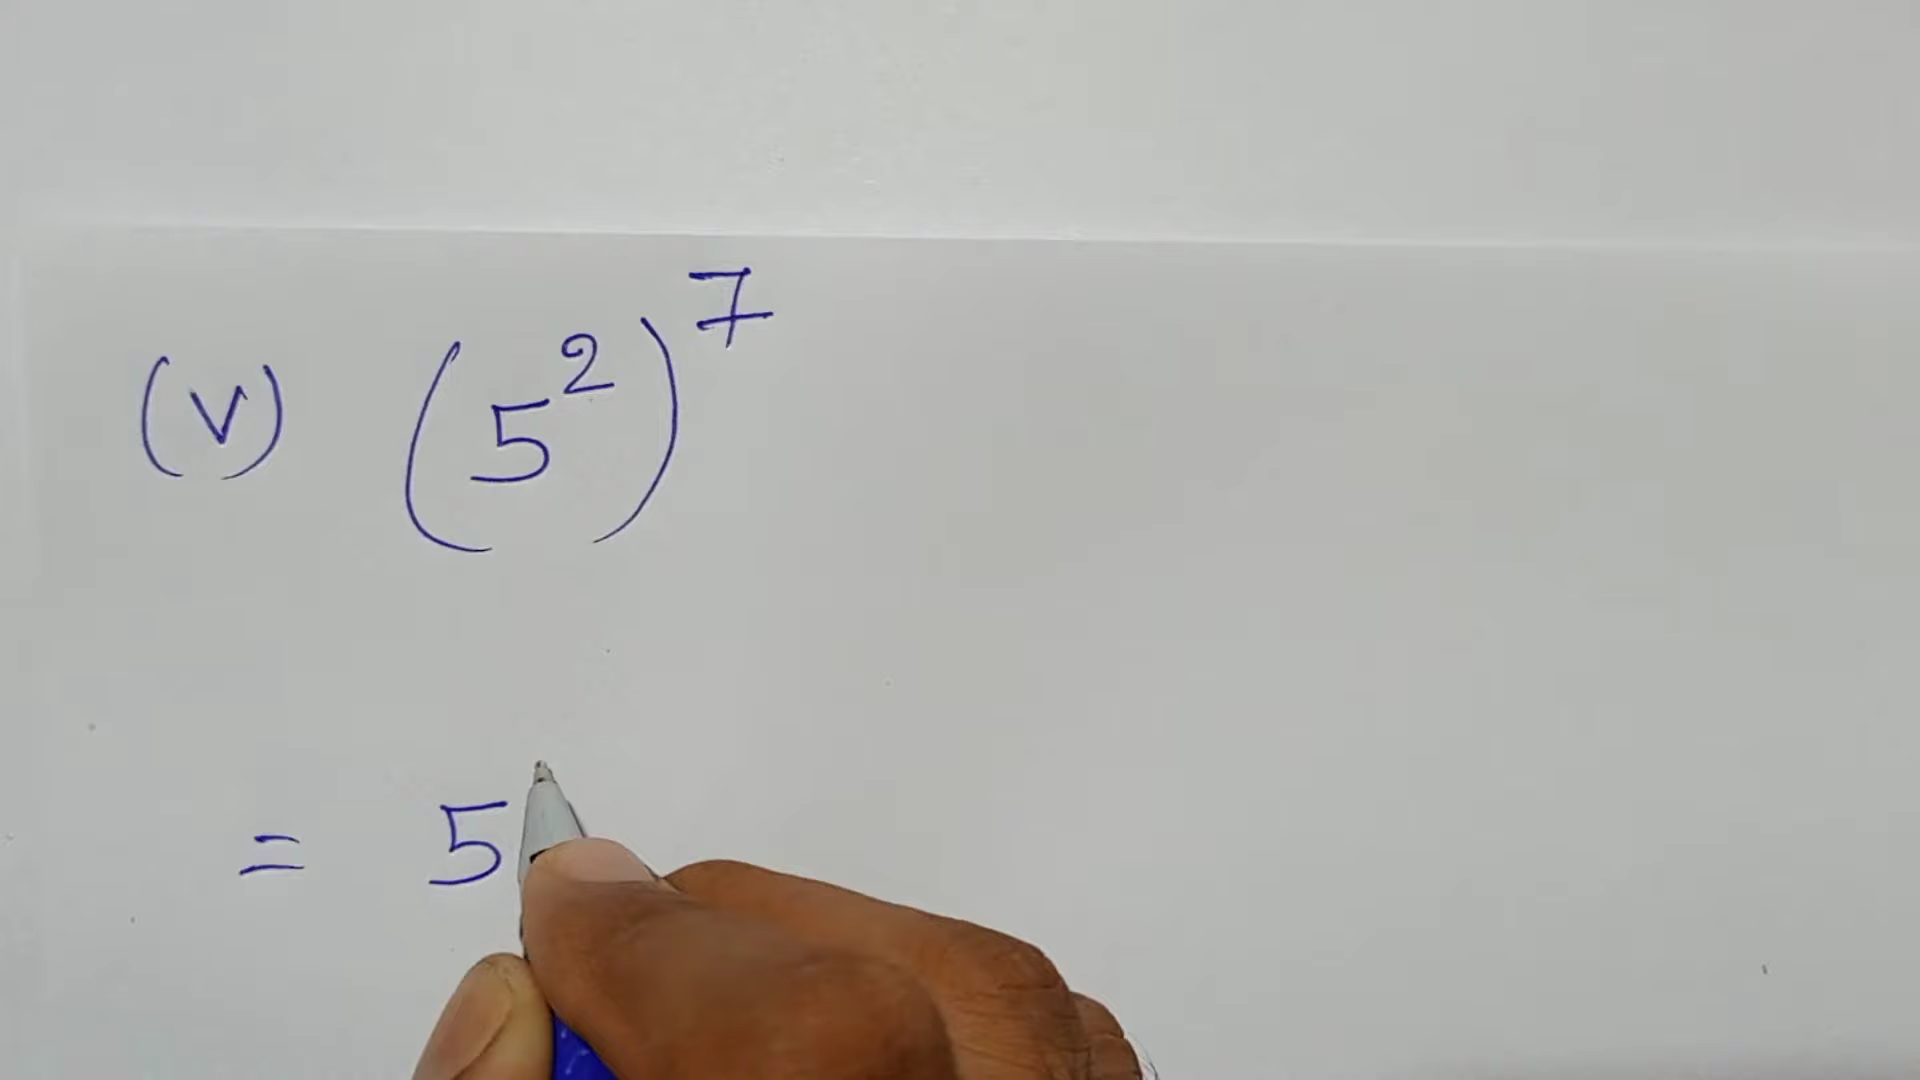 (v) (5²)⁷
= 5